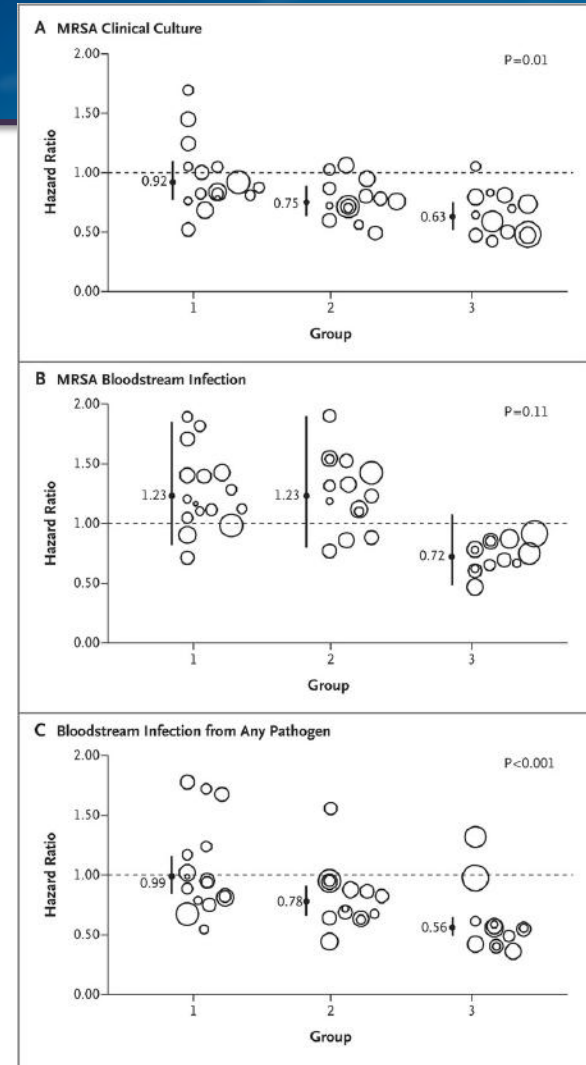 A MRSA Clinical Culture
P=0.01
Hazard Ratio
2.00
1.50
1.00
0.50
0.00
0.92
0.75
0.63
1 2 3
Group
B MRSA Bloodstream Infection
P=0.11
Hazard Ratio
2.00
1.50
1.00
0.50
0.00
1.23
1.23
0.72
1 2 3
Group
C Bloodstream Infection from Any Pathogen
P<0.001
Hazard Ratio
2.00
1.50
1.00
0.50
0.00
0.99
0.78
0.56
1 2 3
Group